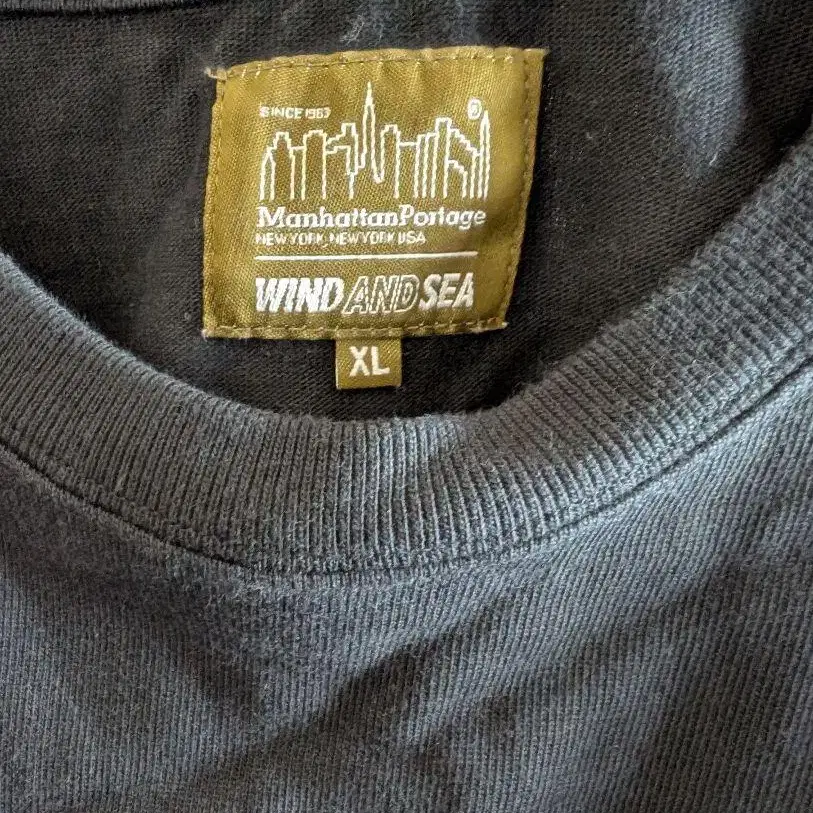 SINCE 1983
®
ManhattanPortage
NEW YORK, NEW YORK USA
WIND AND SEA
XL